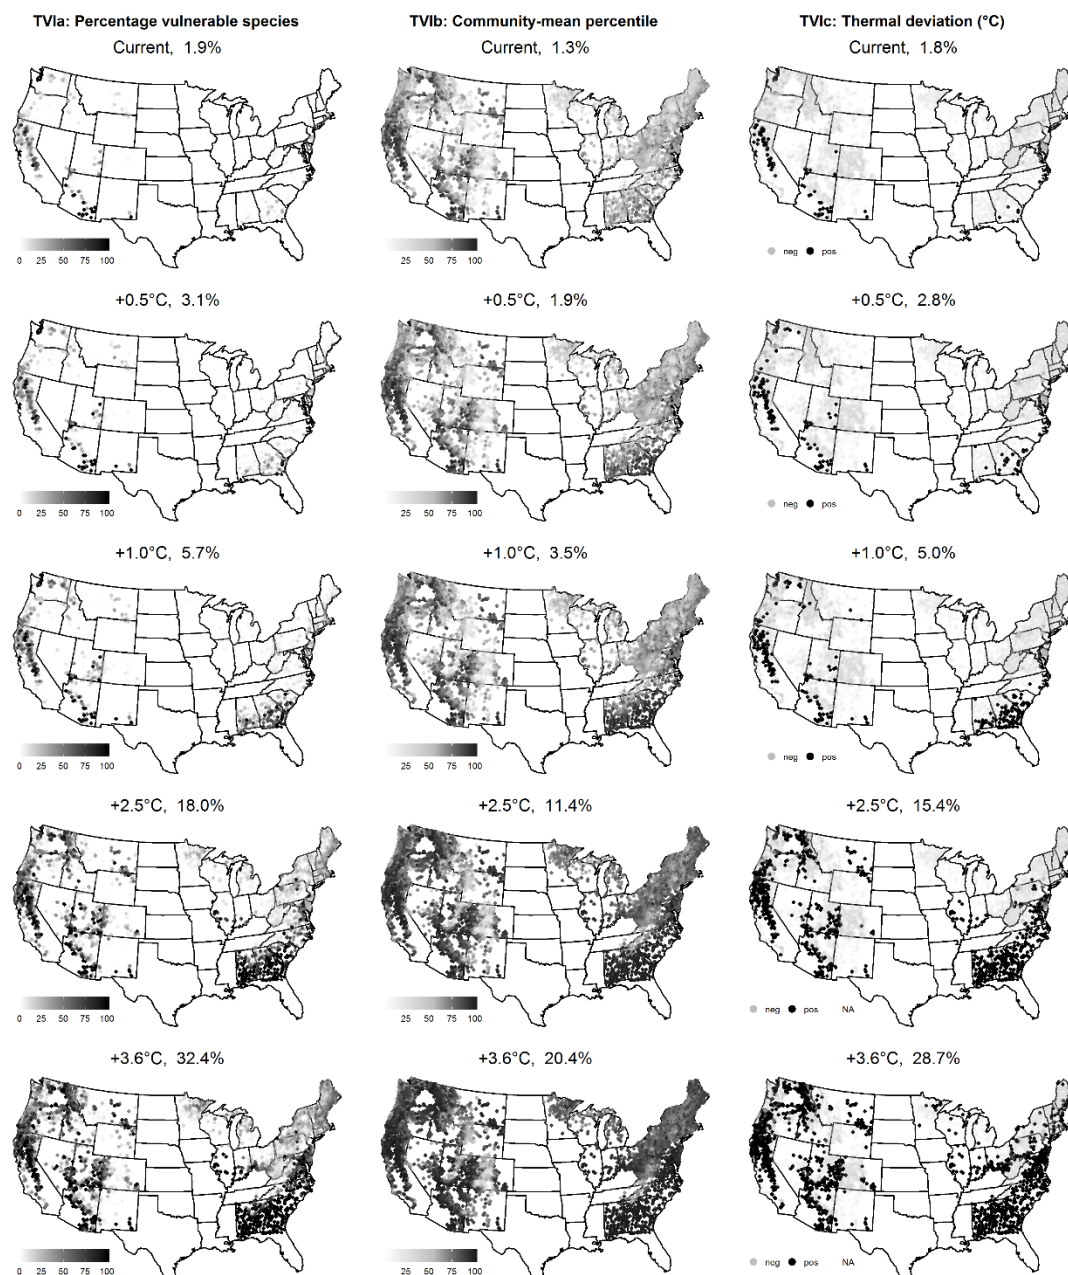 TVIa: Percentage vulnerable species TVIb: Community-mean percentile TVIc: Thermal deviation (°C)
Current, 1.9% Current, 1.3% Current, 1.8%
0 25 50 75 100 25 50 75 100 neg pos
+0.5°C, 3.1% +0.5°C, 1.9% +0.5°C, 2.8%
0 25 50 75 100 25 50 75 100 neg pos
+1.0°C, 5.7% +1.0°C, 3.5% +1.0°C, 5.0%
0 25 50 75 100 25 50 75 100 neg pos
+2.5°C, 18.0% +2.5°C, 11.4% +2.5°C, 15.4%
0 25 50 75 100 25 50 75 100 neg pos NA
+3.6°C, 32.4% +3.6°C, 20.4% +3.6°C, 28.7%
0 25 50 75 100 25 50 75 100 neg pos NA